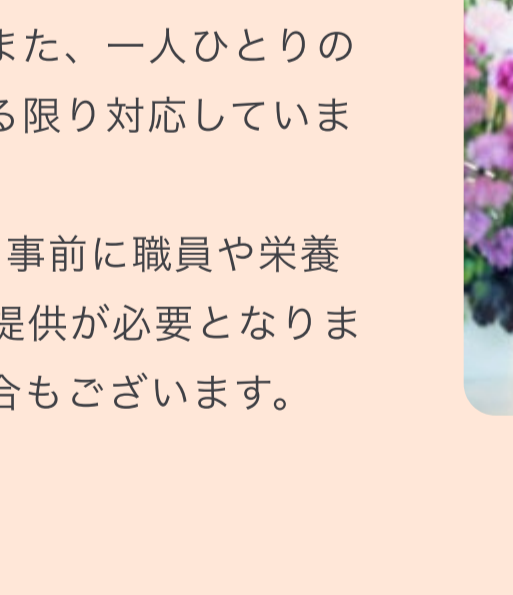 また、一人ひとりの
る限り対応していま
事前に職員や栄養
提供が必要となりま
合もございます。